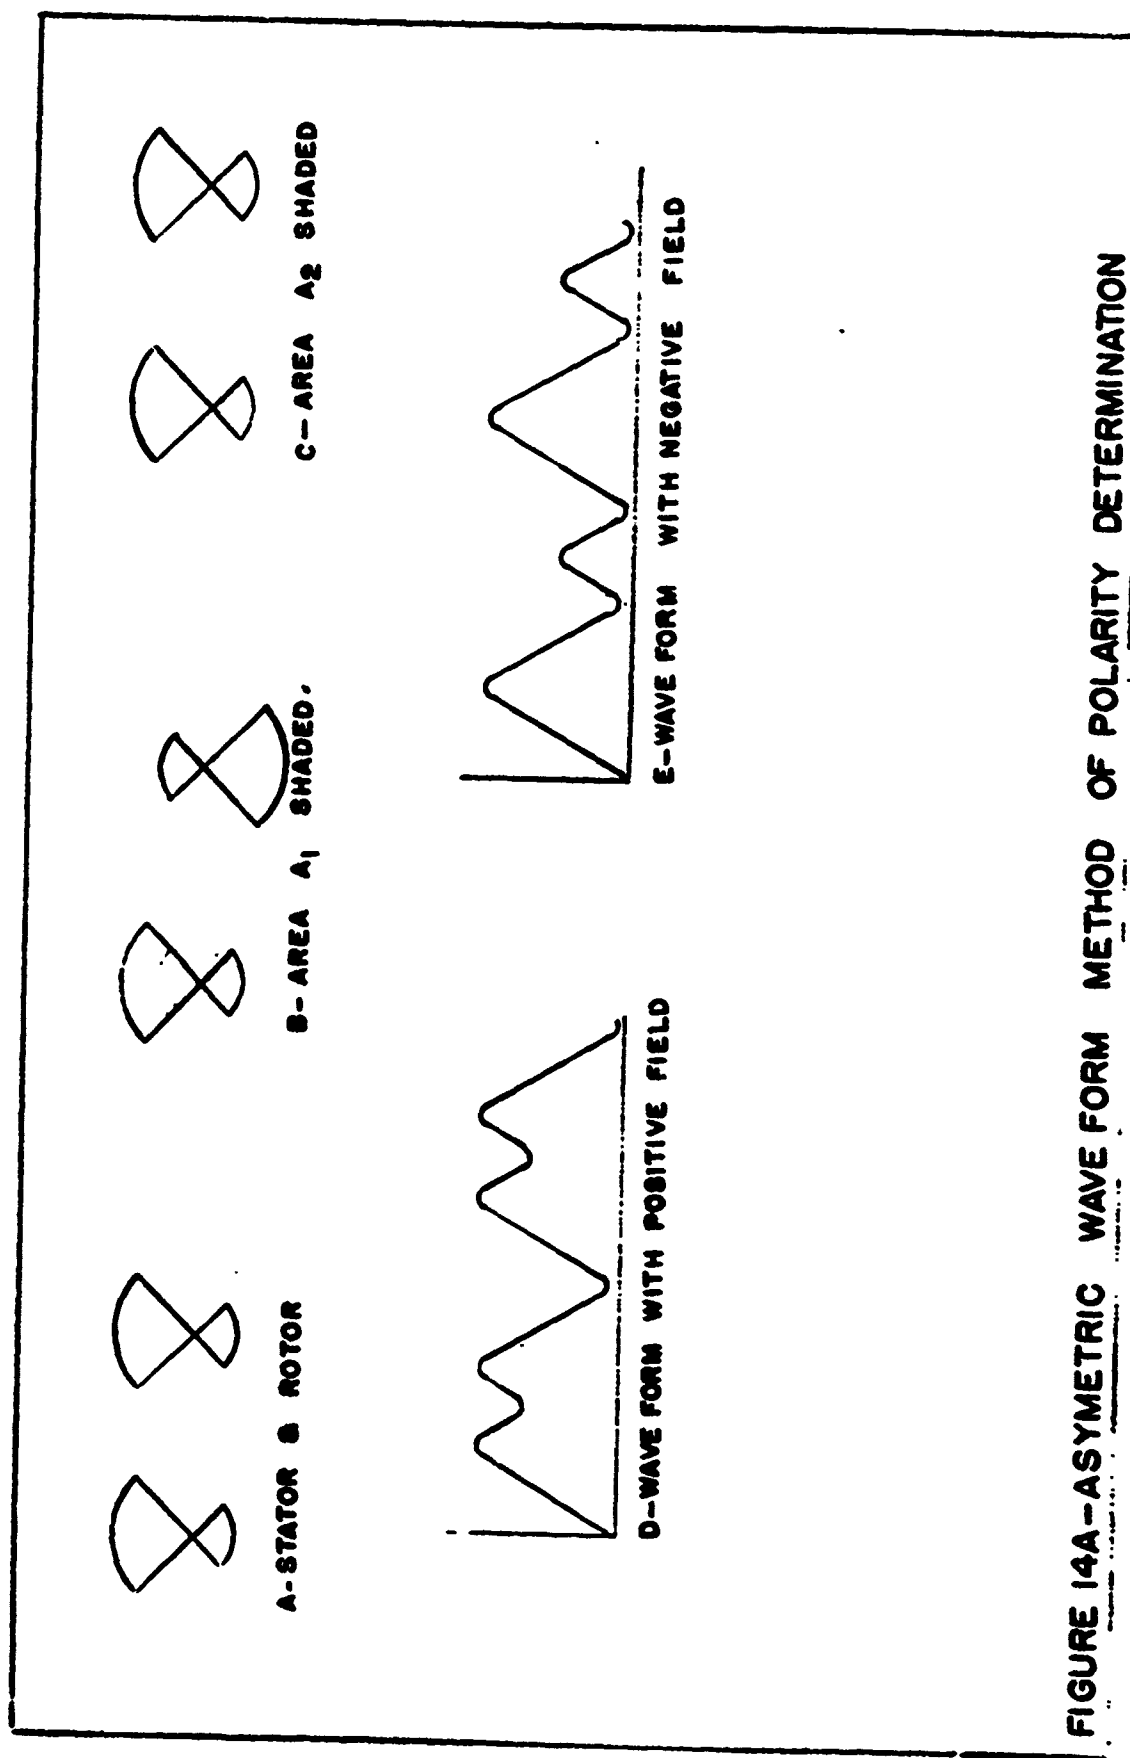 A-STATOR & ROTOR
B-AREA A1 SHADED.
C-AREA A2 SHADED
D-WAVE FORM WITH POSITIVE FIELD
E-WAVE FORM WITH NEGATIVE FIELD
FIGURE 14A-ASYMETRIC WAVE FORM METHOD OF POLARITY DETERMINATION